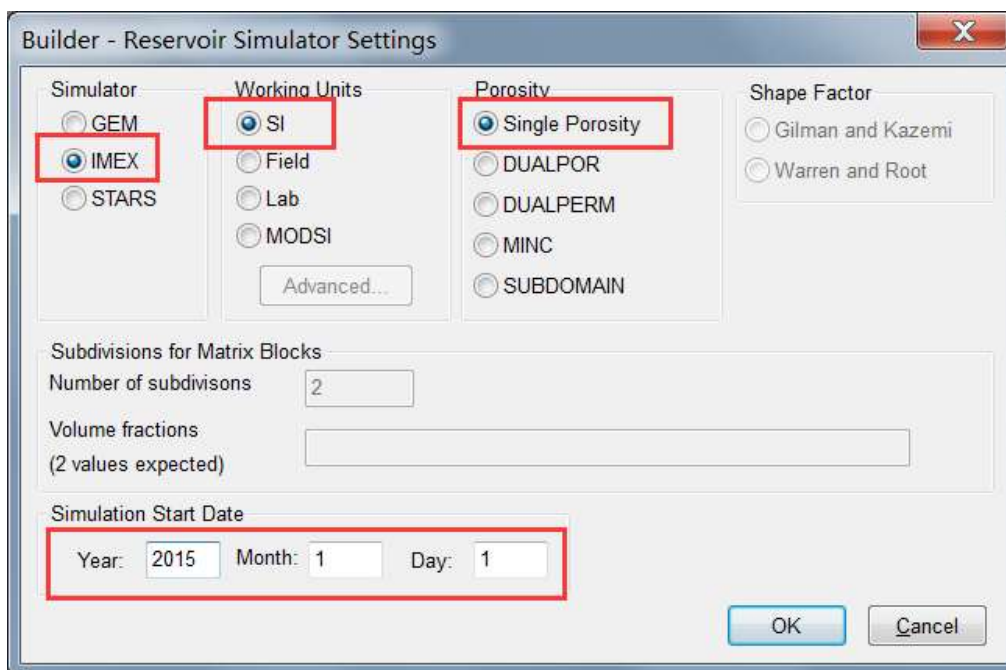 Builder - Reservoir Simulator Settings
Simulator
GEM
IMEX
STARS
Working Units
SI
Field
Lab
MODSI
Advanced...
Porosity
Single Porosity
DUALPOR
DUALPERM
MINC
SUBDOMAIN
Shape Factor
Gilman and Kazemi
Warren and Root
Subdivisions for Matrix Blocks
Number of subdivisons 2
Volume fractions
(2 values expected)
Simulation Start Date
Year: 2015 Month: 1 Day: 1
OK Cancel